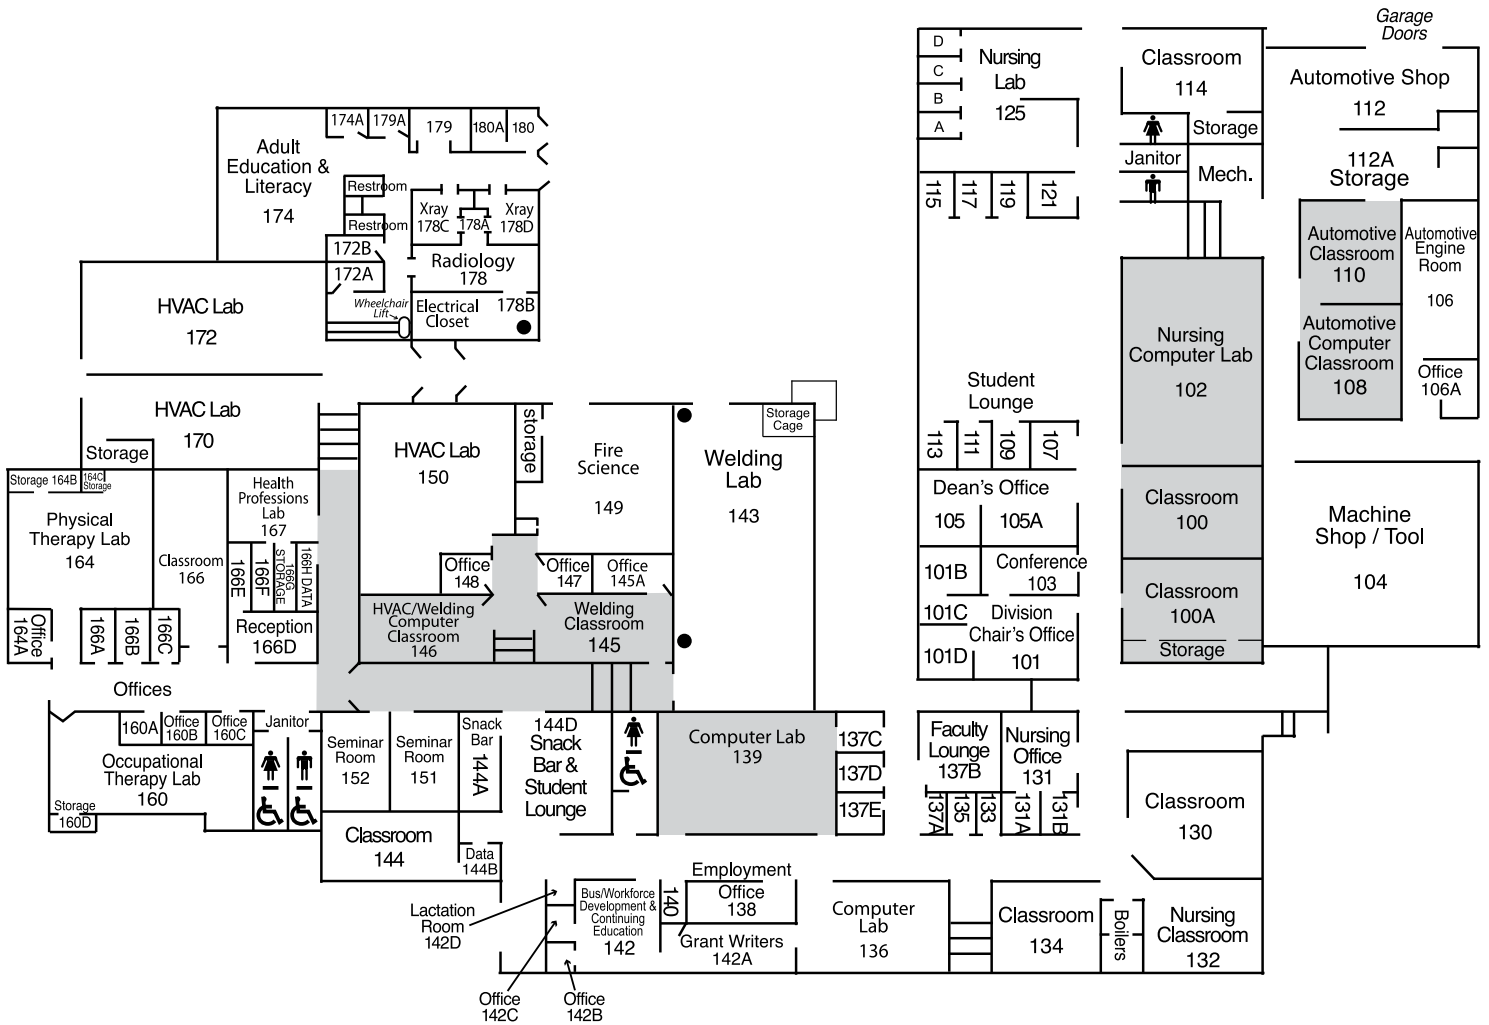 Garage
Doors
D
C
B
A
Nursing
Lab
125
Classroom
114
Storage
Janitor
Mech.
Automotive Shop
112
112A
Storage
115
117
119
121
Automotive
Classroom
110
Automotive
Engine
Room
106
Automotive
Computer
Classroom
108
Office
106A
Nursing
Computer Lab
102
Student
Lounge
113
111
109
107
Dean's Office
105
105A
101B
Conference
103
101C
Division
Chair's Office
101D
101
Classroom
100
Classroom
100A
Storage
Machine
Shop / Tool
104
174A
179A
179
180A
180
Adult
Education &
Literacy
174
Restroom
Restroom
Xray
178C
178A
Xray
178D
172B
172A
Radiology
178
Wheelchair
Lift
Electrical
Closet
178B
HVAC Lab
172
HVAC Lab
170
Storage
Storage 164B
164C
Storage
Physical
Therapy Lab
164
Classroom
166
Health
Professions
Lab
167
166E
166F
166G
STORAGE
166H DATA
Office
164A
166A
166B
166C
Reception
166D
HVAC Lab
150
storage
Fire
Science
149
Welding
Lab
143
Storage
Cage
Office
148
Office
147
Office
145A
HVAC/Welding
Computer
Classroom
146
Welding
Classroom
145
Offices
160A
Office
160B
Office
160C
Janitor
Occupational
Therapy Lab
160
Storage
160D
Seminar
Room
152
Seminar
Room
151
Snack
Bar
144A
144D
Snack
Bar &
Student
Lounge
Computer Lab
139
137C
137D
137E
Classroom
144
Data
144B
Faculty
Lounge
137B
Nursing
Office
131
137A
135
133
131A
131B
Classroom
130
Lactation
Room
142D
Bus/Workforce
Development &
Continuing
Education
142
140
Employment
Office
138
Grant Writers
142A
Office
142C
Office
142B
Computer
Lab
136
Classroom
134
Boilers
Nursing
Classroom
132